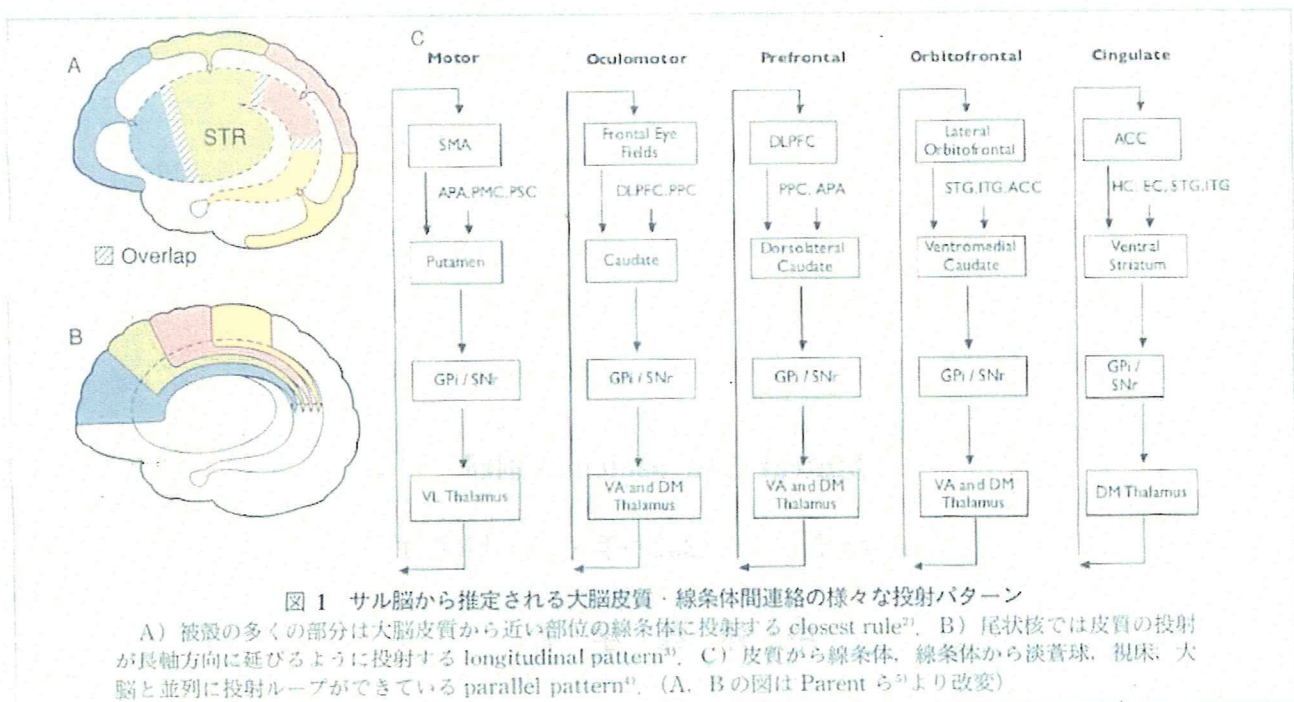 A
STR
Overlap
B
C
Motor
SMA
APA,PMC,PSC
Putamen
GPi / SNr
VL Thalamus
Oculomotor
Frontal Eye
Fields
DLPFC, PPC
Caudate
GPi / SNr
VA and DM
Thalamus
Prefrontal
DLPFC
PPC, APA
Dorsolateral
Caudate
GPi / SNr
VA and DM
Thalamus
Orbitofrontal
Lateral
Orbitofrontal
STG,ITG,ACC
Ventromedial
Caudate
GPi / SNr
VA and DM
Thalamus
Cingulate
ACC
HC, EC, STG,ITG
Ventral
Striatum
GPi /
SNr
DM Thalamus
図 1 サル脳から推定される大脳皮質・線条体間連絡の様々な投射パターン
A) 被殻の多くの部分は大脳皮質から近い部位の線条体に投射する closest rule²⁾. B) 尾状核では皮質の投射
が長軸方向に延びるように投射する longitudinal pattern³⁾. C) 皮質から線条体, 線条体から淡蒼球, 視床, 大
脳と並列に投射ループができている parallel pattern⁴⁾. (A, B の図は Parent ら⁵⁾より改変)